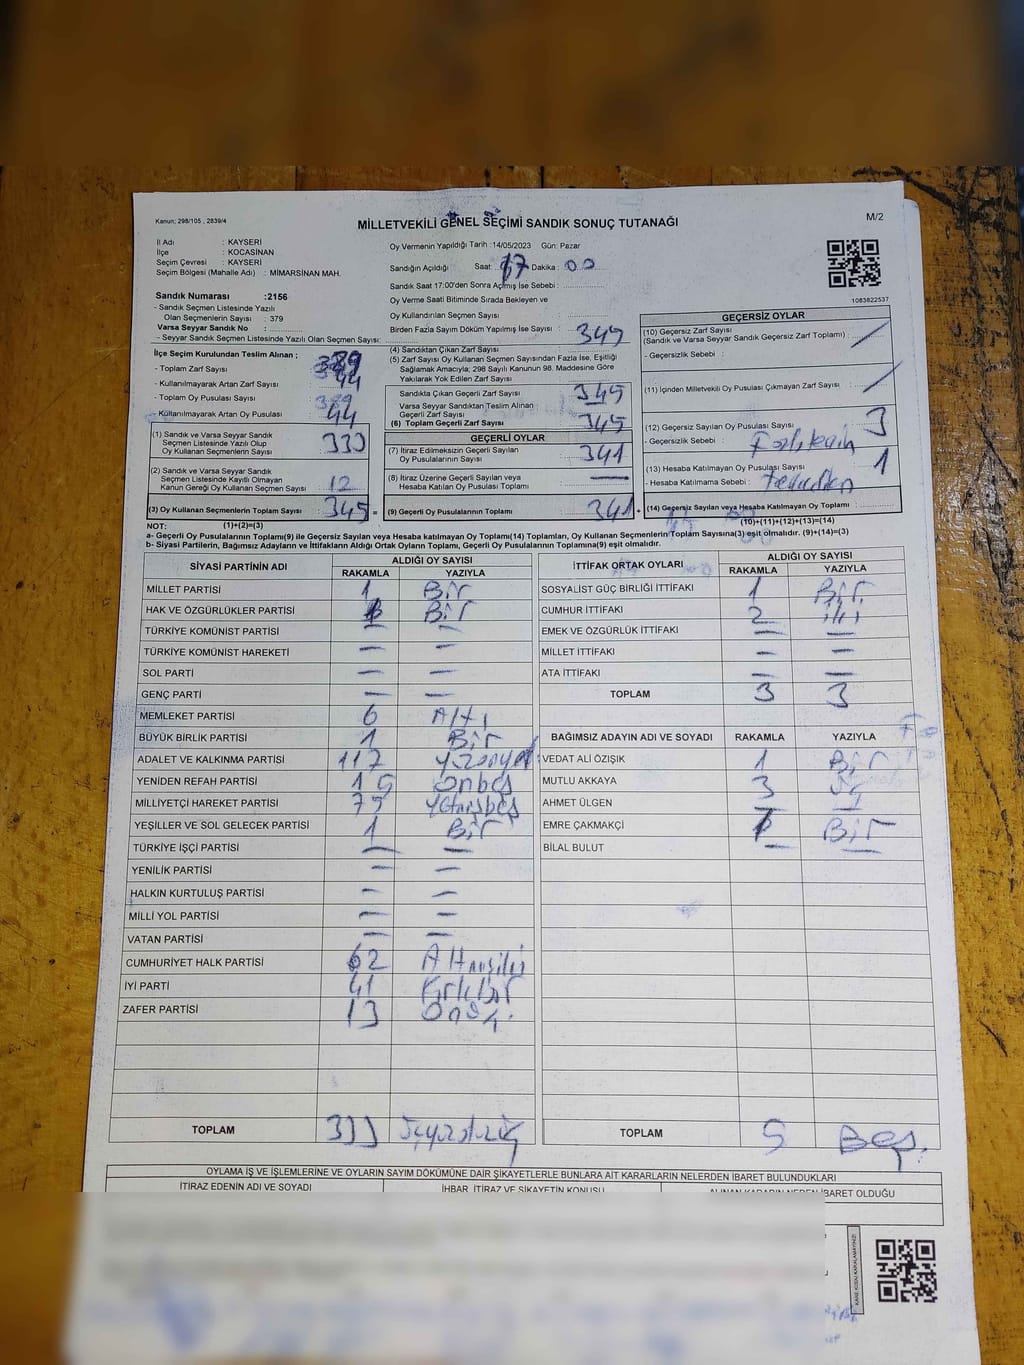 Kanun; 298/105 , 2839/4
MİLLETVEKİLİ GENEL SEÇİMİ SANDIK SONUÇ TUTANAĞI
M/2
İl Adı : KAYSERİ
İlçe : KOCASİNAN
Seçim Çevresi : KAYSERİ
Seçim Bölgesi (Mahalle Adı) : MİMARSİNAN MAH.
Sandık Numarası :2156
- Sandık Seçmen Listesinde Yazılı
Olan Seçmenlerin Sayısı : 379
Varsa Seyyar Sandık No : ..............
- Seyyar Sandık Seçmen Listesinde Yazılı Olan Seçmen Sayısı: ..............
Oy Vermenin Yapıldığı Tarih :14/05/2023 Gün: Pazar
Sandığın Açıldığı Saat: 17 Dakika : 00
Sandık Saat 17:00'den Sonra Açılmış İse Sebebi : ..............
Oy Verme Saati Bitiminde Sırada Bekleyen ve
Oy Kullandırılan Seçmen Sayısı : ..............
Birden Fazla Sayım Döküm Yapılmış İse Sayısı : ..............
1083822537
İlçe Seçim Kurulundan Teslim Alınan ;
- Toplam Zarf Sayısı : 389
- Kullanılmayarak Artan Zarf Sayısı : 44
- Toplam Oy Pusulası Sayısı : 389
- Kullanılmayarak Artan Oy Pusulası : 44
(1) Sandık ve Varsa Seyyar Sandık
Seçmen Listesinde Yazılı Olup
Oy Kullanan Seçmenlerin Sayısı : 333
(2) Sandık ve Varsa Seyyar Sandık
Seçmen Listesinde Kayıtlı Olmayan
Kanun Gereği Oy Kullanan Seçmen Sayısı : 12
(3) Oy Kullanan Seçmenlerin Toplam Sayısı : 345 =
(4) Sandıktan Çıkan Zarf Sayısı : 345
(5) Zarf Sayısı Oy Kullanan Seçmen Sayısından Fazla İse, Eşitliği
Sağlamak Amacıyla; 298 Sayılı Kanunun 98. Maddesine Göre
Yakılarak Yok Edilen Zarf Sayısı : ..............
Sandıkta Çıkan Geçerli Zarf Sayısı : 345
Varsa Seyyar Sandıktan Teslim Alınan
Geçerli Zarf Sayısı
(6) Toplam Geçerli Zarf Sayısı : 345
GEÇERLİ OYLAR
(7) İtiraz Edilmeksizin Geçerli Sayılan
Oy Pusulalarının Sayısı : 341
(8) İtiraz Üzerine Geçerli Sayılan ve
Hesaba Katılan Oy Pusulası Toplamı : —
(9) Geçerli Oy Pusulalarının Toplamı : 341 +
GEÇERSİZ OYLAR
(10) Geçersiz Zarf Sayısı
(Sandık ve Varsa Seyyar Sandık Geçersiz Zarf Toplamı) : /
- Geçersizlik Sebebi : ..............
(11) İçinden Milletvekili Oy Pusulası Çıkmayan Zarf Sayısı : /
(12) Geçersiz Sayılan Oy Pusulası Sayısı : 3
- Geçersizlik Sebebi :
(13) Hesaba Katılmayan Oy Pusulası Sayısı : 1
- Hesaba Katılmama Sebebi :
(14) Geçersiz Sayılan veya Hesaba Katılmayan Oy Pusulası Toplamı : ..............
NOT: (1)+(2)=(3)
(10)+(11)+(12)+(13)=(14)
a- Geçerli Oy Pusulalarının Toplamı(9) ile Geçersiz Sayılan veya Hesaba katılmayan Oy Toplamı(14) Toplamları, Oy Kullanan Seçmenlerin Toplam Sayısına(3) eşit olmalıdır. (9)+(14)=(3)
b- Siyasi Partilerin, Bağımsız Adayların ve İttifakların Aldığı Ortak Oyların Toplamı, Geçerli Oy Pusulalarının Toplamına(9) eşit olmalıdır.
SİYASİ PARTİNİN ADI ALDIĞI OY SAYISI
RAKAMLA YAZIYLA
MİLLET PARTİSİ 1 Bir
HAK VE ÖZGÜRLÜKLER PARTİSİ 1 Bir
TÜRKİYE KOMÜNİST PARTİSİ — —
TÜRKİYE KOMÜNİST HAREKETİ — —
SOL PARTİ — —
GENÇ PARTİ — —
MEMLEKET PARTİSİ 6 Altı
BÜYÜK BİRLİK PARTİSİ 1 Bir
ADALET VE KALKINMA PARTİSİ 117
YENİDEN REFAH PARTİSİ 15 Onbeş
MİLLİYETÇİ HAREKET PARTİSİ 75 Yetmişbeş
YEŞİLLER VE SOL GELECEK PARTİSİ 1 Bir
TÜRKİYE İŞÇİ PARTİSİ — —
YENİLİK PARTİSİ — —
HALKIN KURTULUŞ PARTİSİ — —
MİLLİ YOL PARTİSİ — —
VATAN PARTİSİ — —
CUMHURİYET HALK PARTİSİ 62 Altmışiki
İYİ PARTİ 41 Kırkbir
ZAFER PARTİSİ 13 Onüç
TOPLAM 333
İTTİFAK ORTAK OYLARI ALDIĞI OY SAYISI
RAKAMLA YAZIYLA
SOSYALİST GÜÇ BİRLİĞİ İTTİFAKI 1 Bir
CUMHUR İTTİFAKI 2 iki
EMEK VE ÖZGÜRLÜK İTTİFAKI — —
MİLLET İTTİFAKI — —
ATA İTTİFAKI — —
TOPLAM 3 3
BAĞIMSIZ ADAYIN ADI VE SOYADI RAKAMLA YAZIYLA
VEDAT ALİ ÖZIŞIK 1 Bir
MUTLU AKKAYA 3
AHMET ÜLGEN —
EMRE ÇAKMAKÇİ 1 Bir
BİLAL BULUT — —
TOPLAM 5 Beş.
OYLAMA İŞ VE İŞLEMLERİNE VE OYLARIN SAYIM DÖKÜMÜNE DAİR ŞİKAYETLERLE BUNLARA AİT KARARLARIN NELERDEN İBARET BULUNDUKLARI
İTİRAZ EDENİN ADI VE SOYADI İHBAR, İTİRAZ VE ŞİKAYETİN KONUSU ALINAN KARARIN NEDEN İBARET OLDUĞU